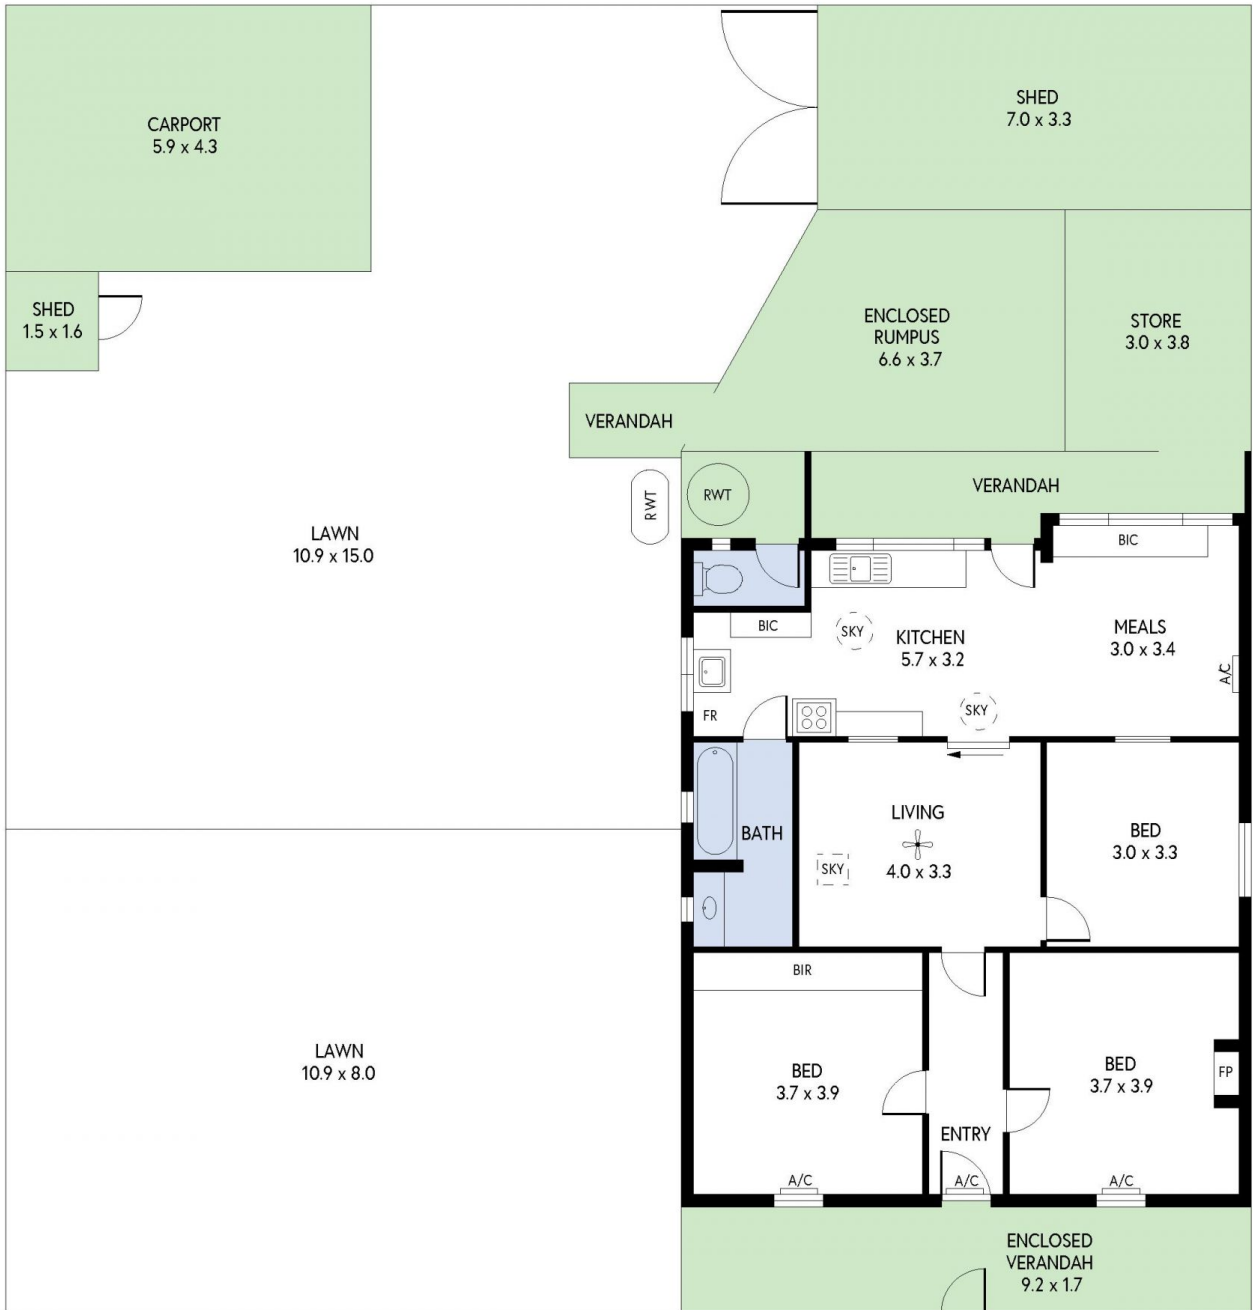 CARPORT
5.9 x 4.3
SHED
7.0 x 3.3
SHED
1.5 x 1.6
ENCLOSED
RUMPUS
6.6 x 3.7
STORE
3.0 x 3.8
VERANDAH
RWT
RWT
VERANDAH
LAWN
10.9 x 15.0
BIC
BIC
SKY
KITCHEN
5.7 x 3.2
MEALS
3.0 x 3.4
A/C
FR
SKY
LIVING
4.0 x 3.3
SKY
BATH
BED
3.0 x 3.3
BIR
LAWN
10.9 x 8.0
BED
3.7 x 3.9
BED
3.7 x 3.9
FP
ENTRY
A/C
A/C
A/C
ENCLOSED
VERANDAH
9.2 x 1.7